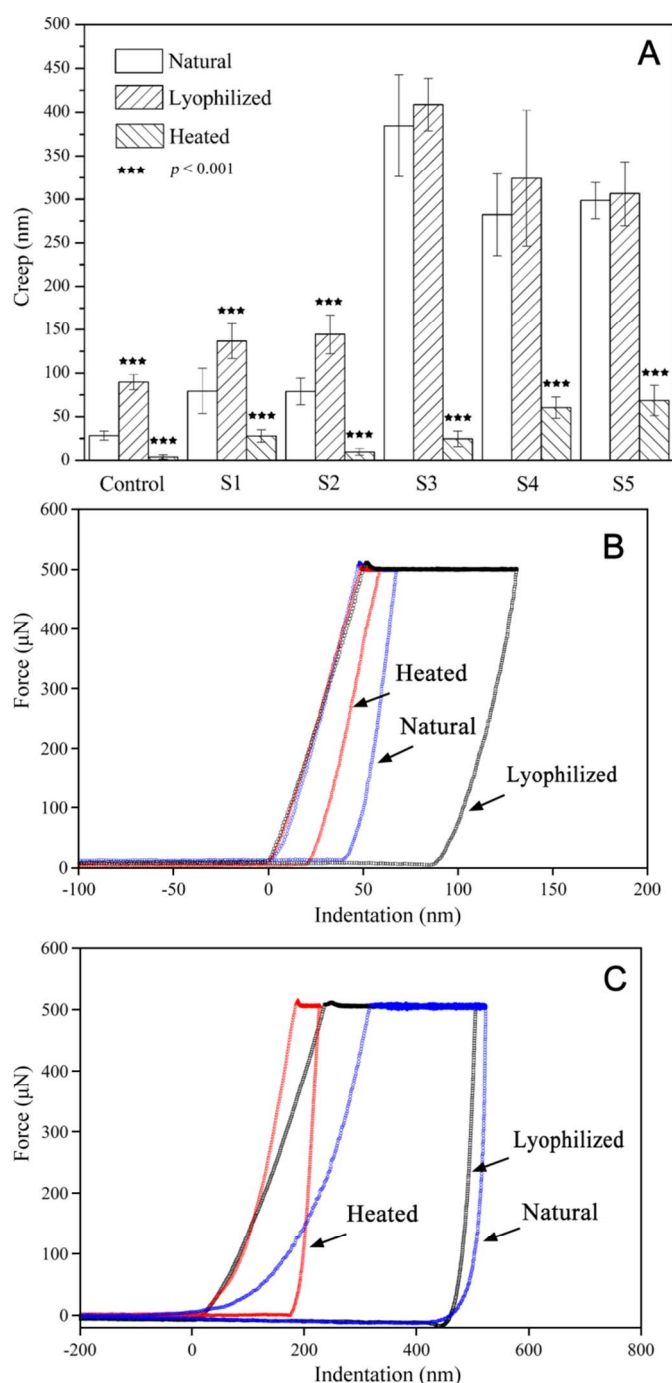 A
500
450
400
350
300
250
200
150
100
50
0
Creep (nm)
Natural
Lyophilized
Heated
★★★ p < 0.001
★★★
★★★
★★★
★★★
★★★
★★★
★★★
★★★
★★★
Control S1 S2 S3 S4 S5
B
600
500
400
300
200
100
0
Force (µN)
Heated
Natural
Lyophilized
-100 -50 0 50 100 150 200
Indentation (nm)
C
600
500
400
300
200
100
0
Force (µN)
Lyophilized
Heated
Natural
-200 0 200 400 600 800
Indentation (nm)